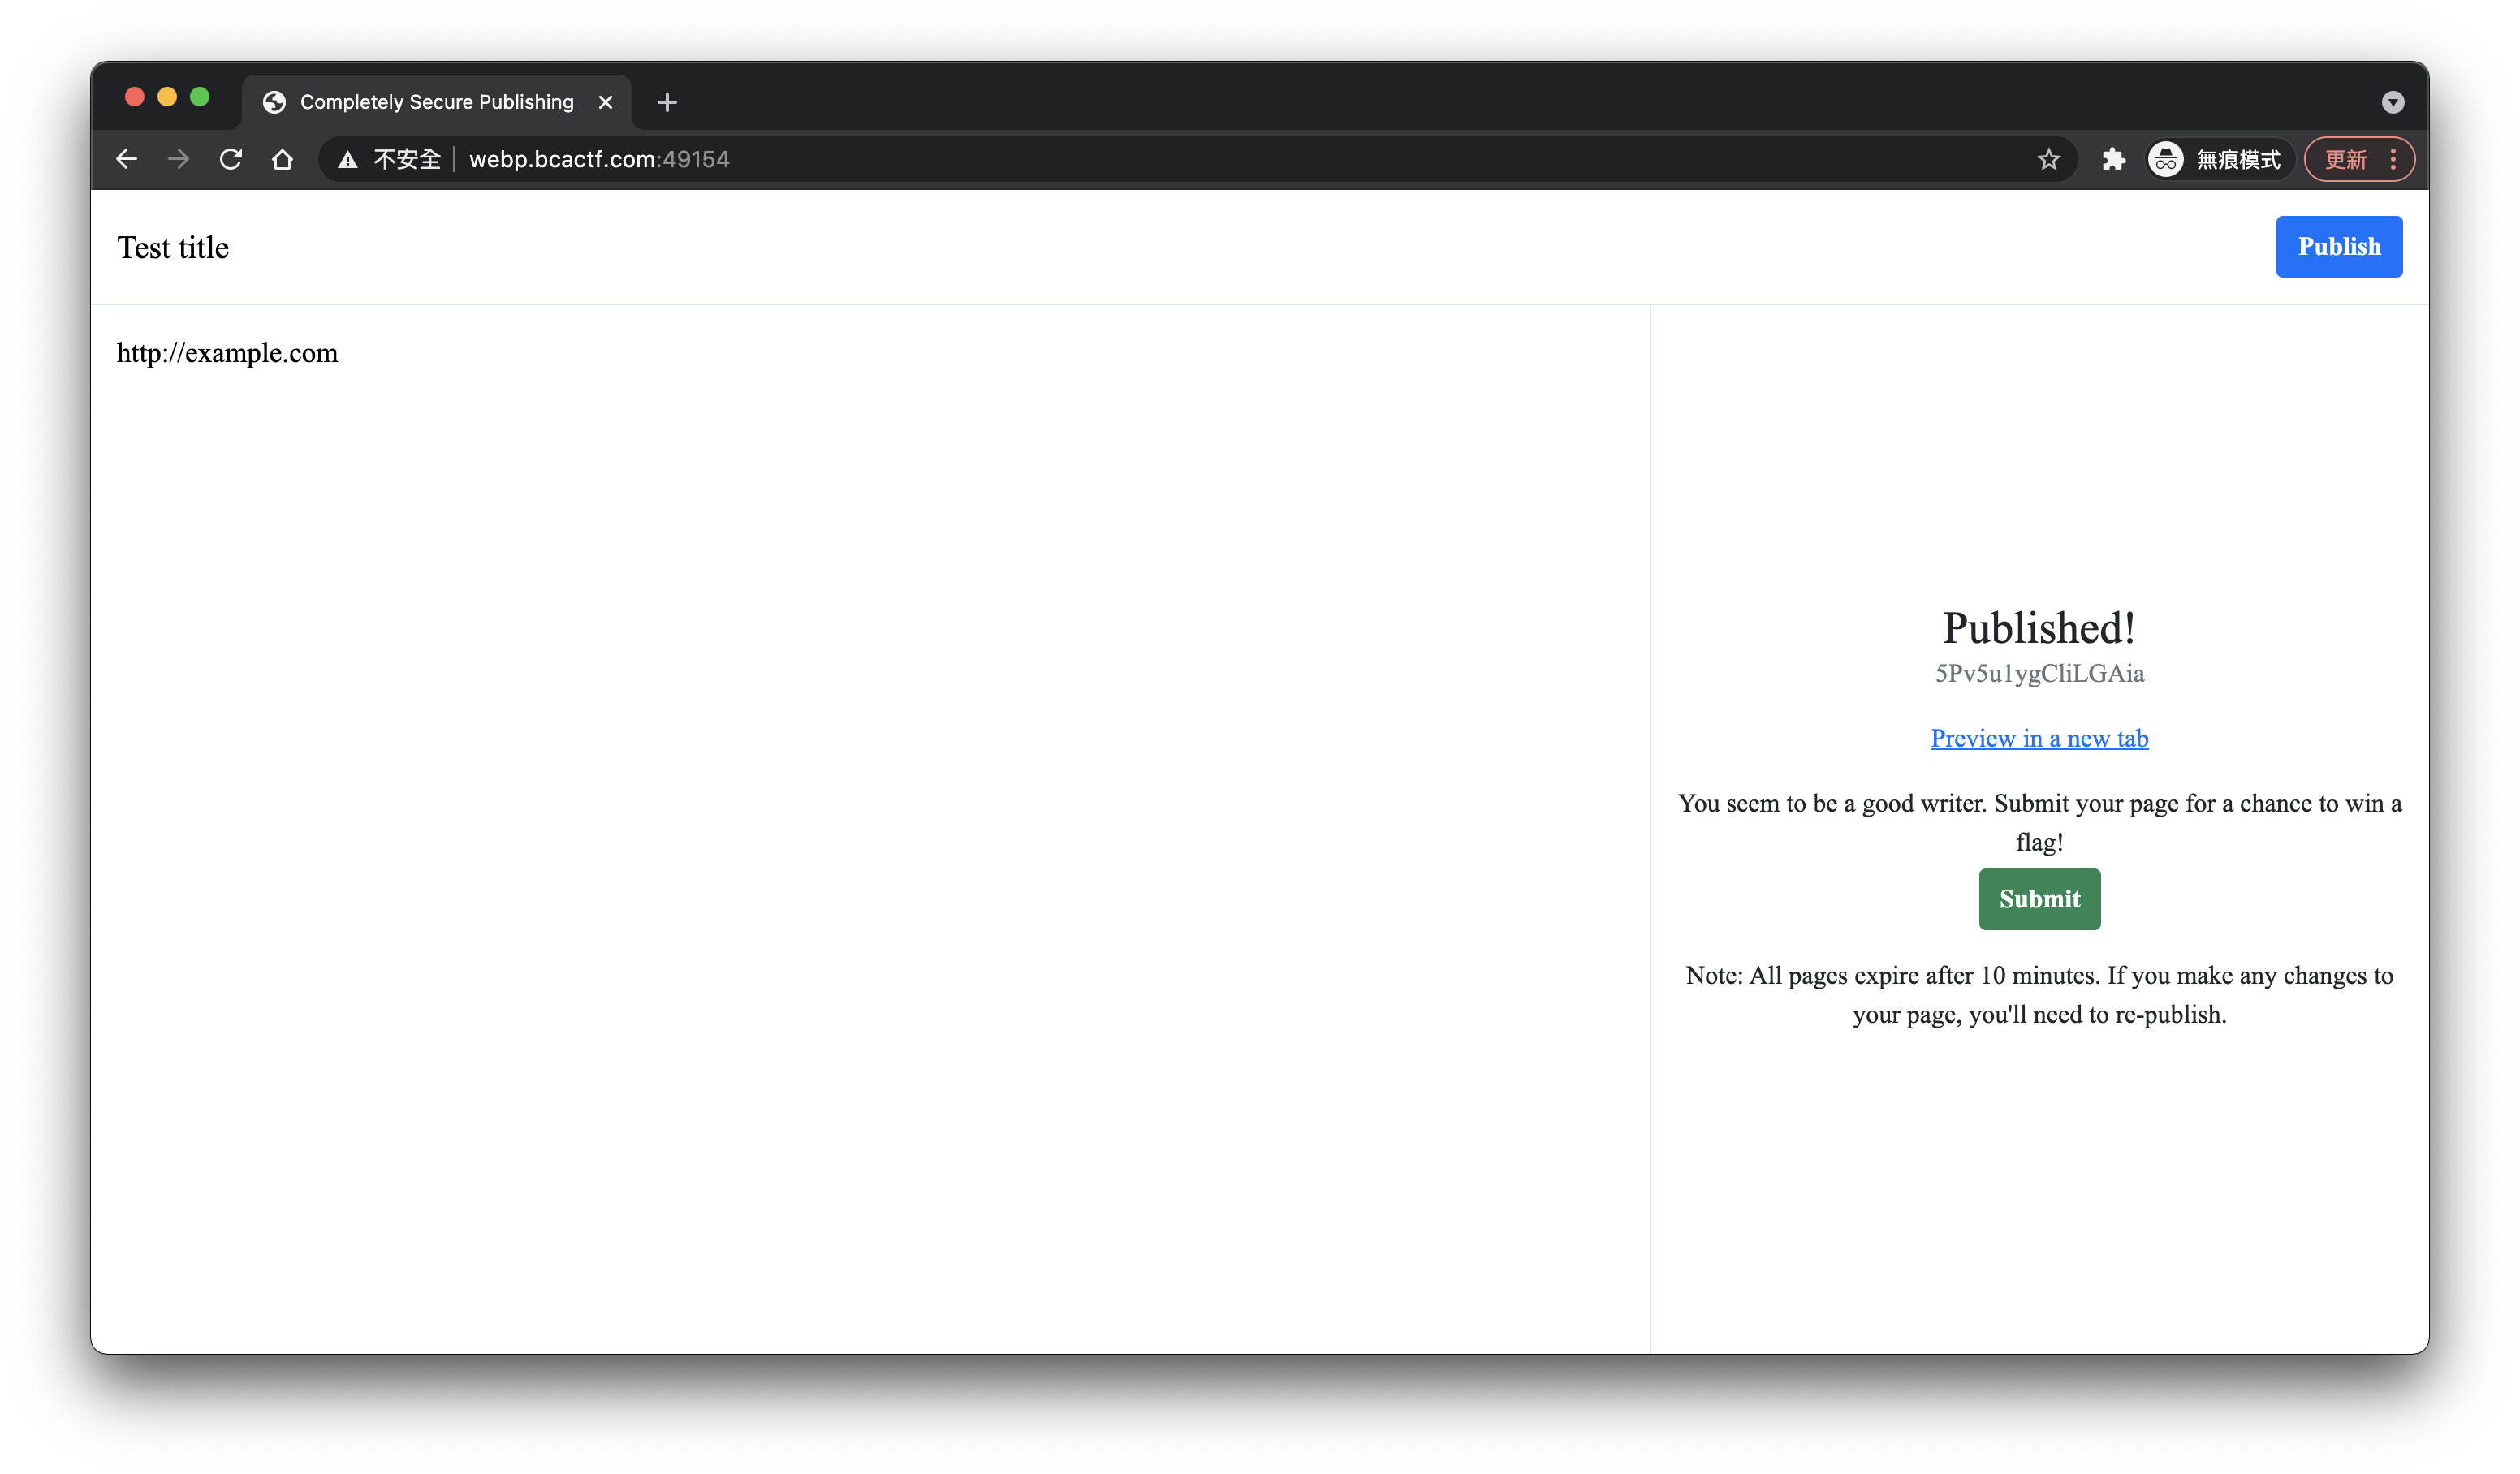 Completely Secure Publishing
不安全 webp.bcactf.com:49154
無痕模式
更新
Test title
Publish
http://example.com
Published!
5Pv5u1ygCliLGAia
Preview in a new tab
You seem to be a good writer. Submit your page for a chance to win a
flag!
Submit
Note: All pages expire after 10 minutes. If you make any changes to
your page, you'll need to re-publish.